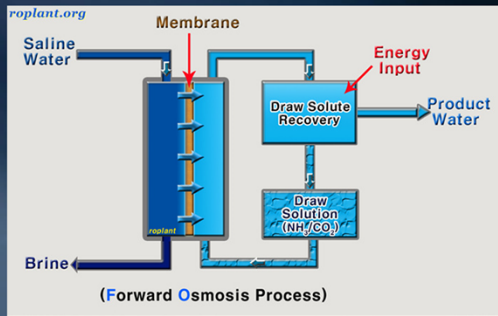 roplant.org
Membrane
Saline
Water
Energy
Input
Draw Solute
Recovery
Product
Water
Draw
Solution
(NH3/CO2)
roplant
Brine
(Forward Osmosis Process)